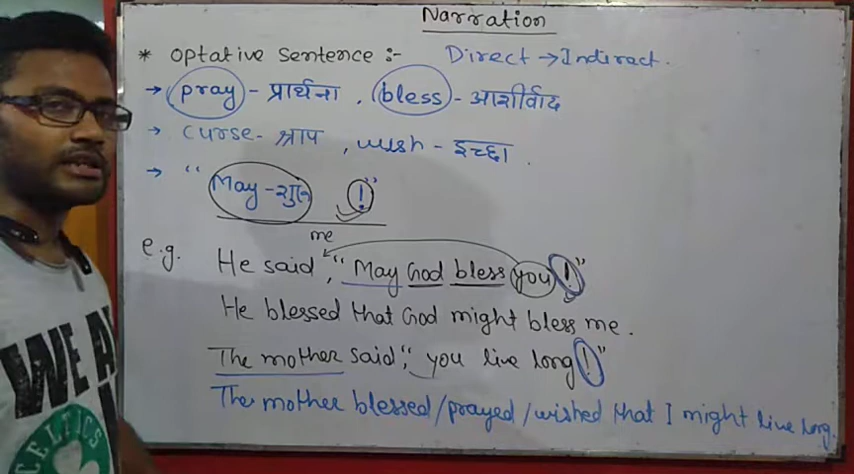 Narration
* Optative Sentence :- Direct → Indirect.
→ pray - प्रार्थना , bless - आशीर्वाद
→ curse - श्राप , wish - इच्छा .
→ " May - शुरु ! "
me
e.g. He said, "May God bless you !"
He blessed that God might bless me.
The mother said, "you live long !"
The mother blessed/prayed/wished that I might live long.
WE A
CELTICS